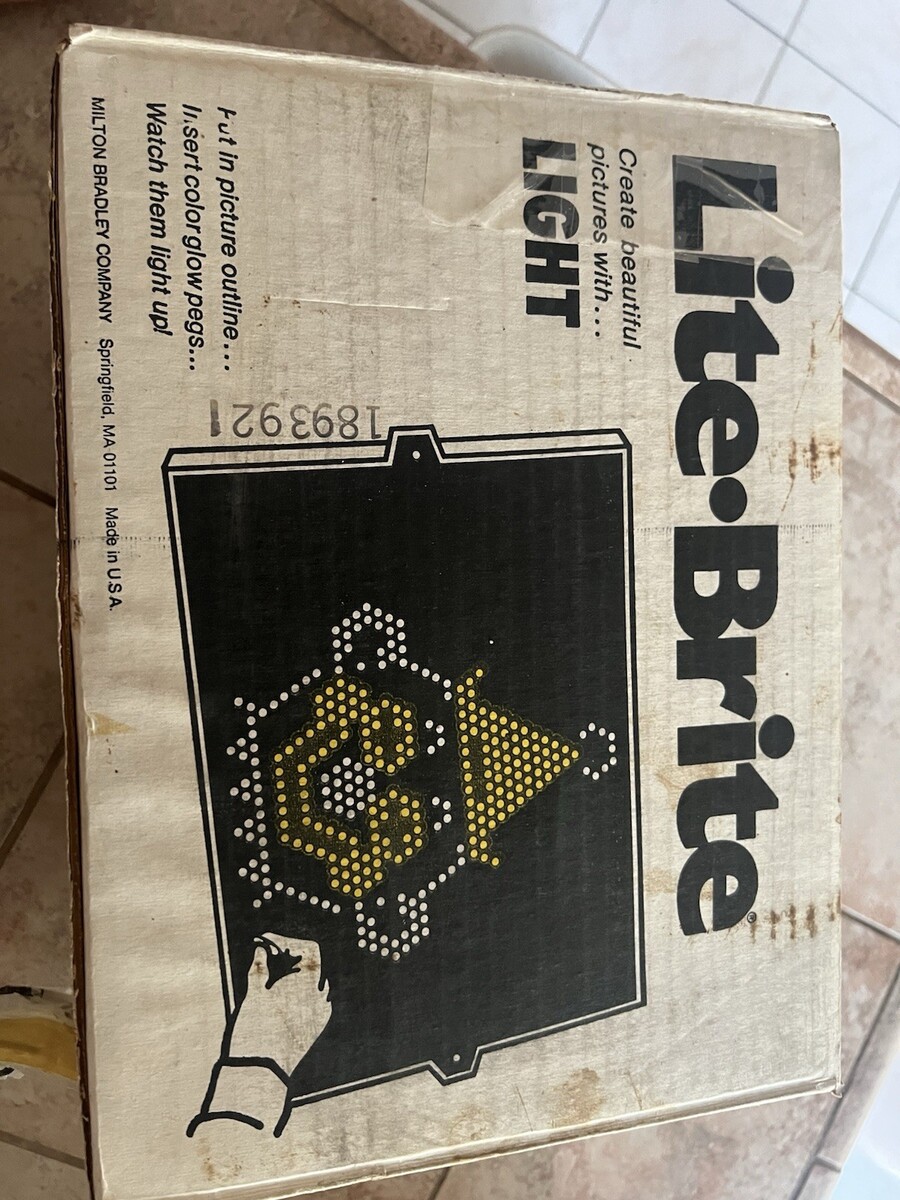 Lite•Brite®
Create beautiful
pictures with...
LIGHT
Put in picture outline...
Insert color glow pegs...
Watch them light up!
1893921
MILTON BRADLEY COMPANY Springfield, MA 01101 Made in U.S.A.